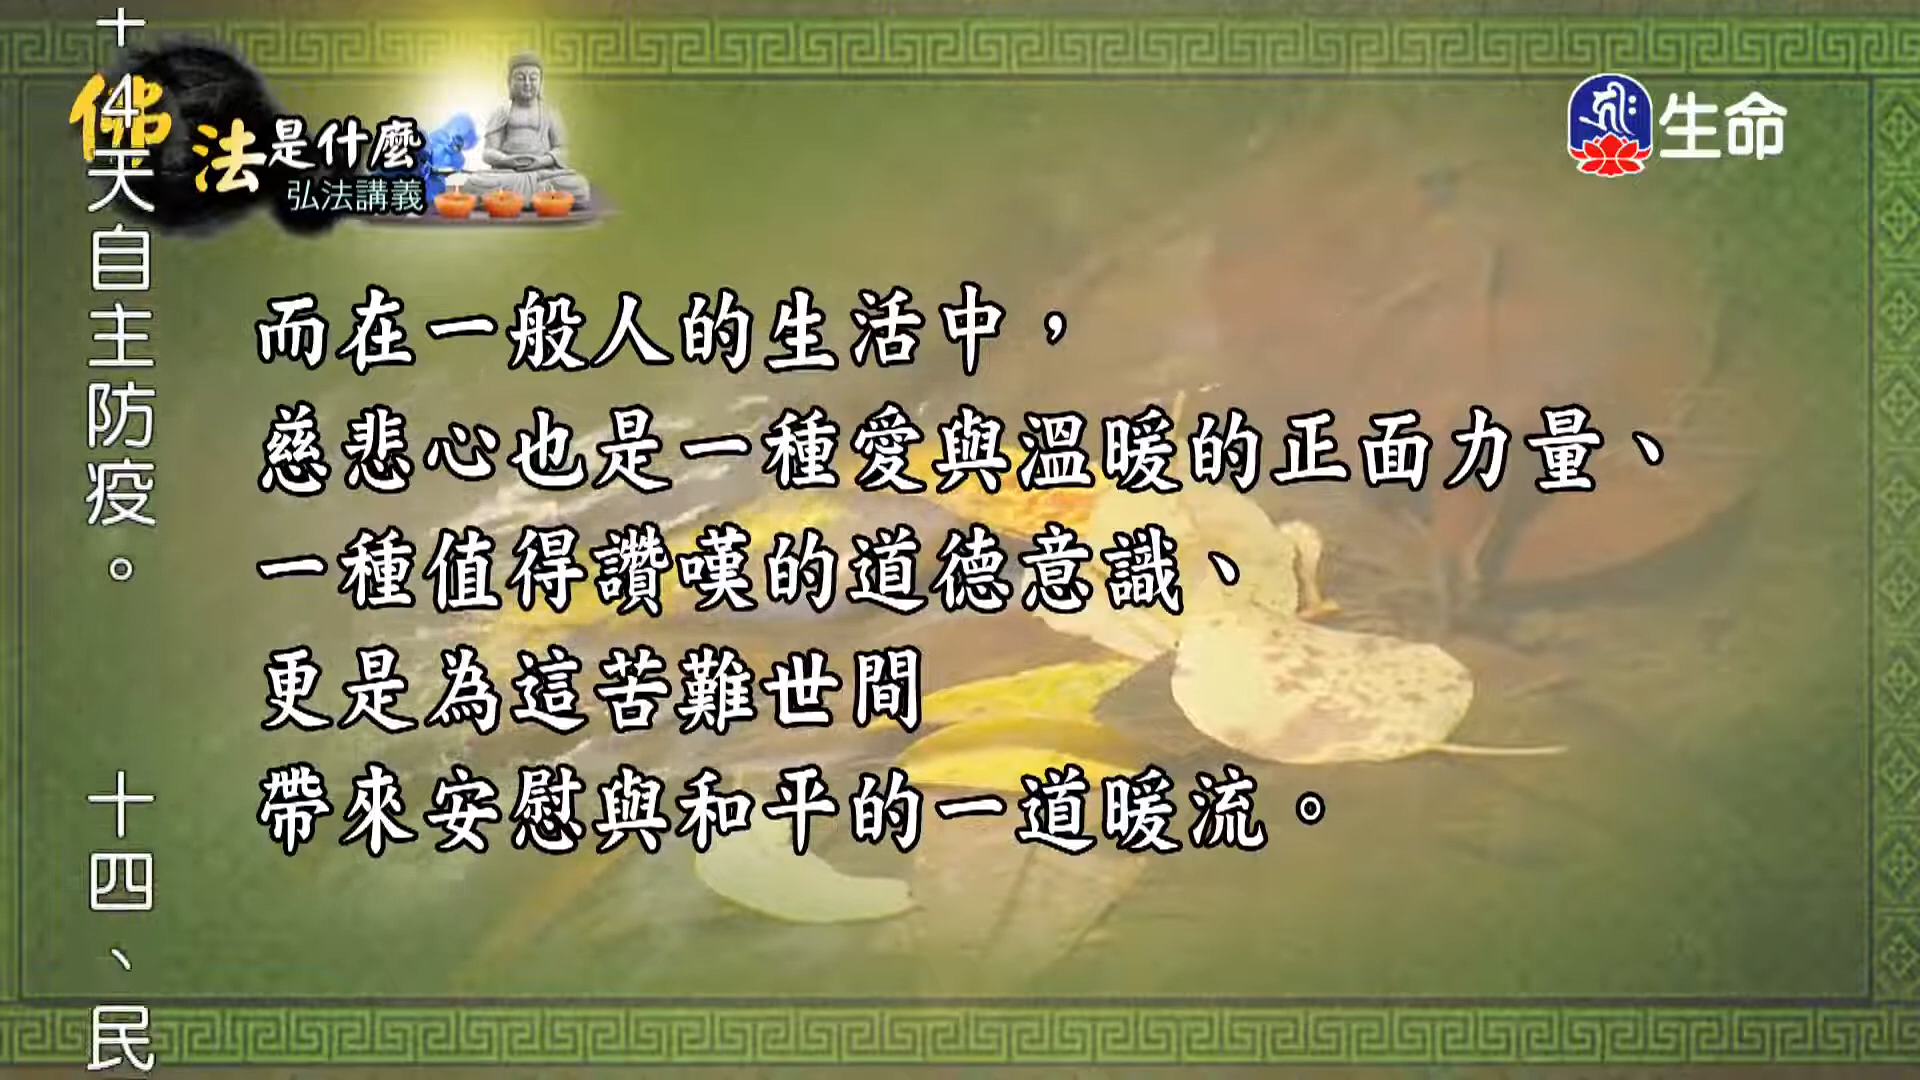 佛法是什麼
弘法講義
生命
而在一般人的生活中，
慈悲心也是一種愛與溫暖的正面力量、
一種值得讚嘆的道德意識、
更是為這苦難世間
帶來安慰與和平的一道暖流。
十4天自主防疫。 十四、民